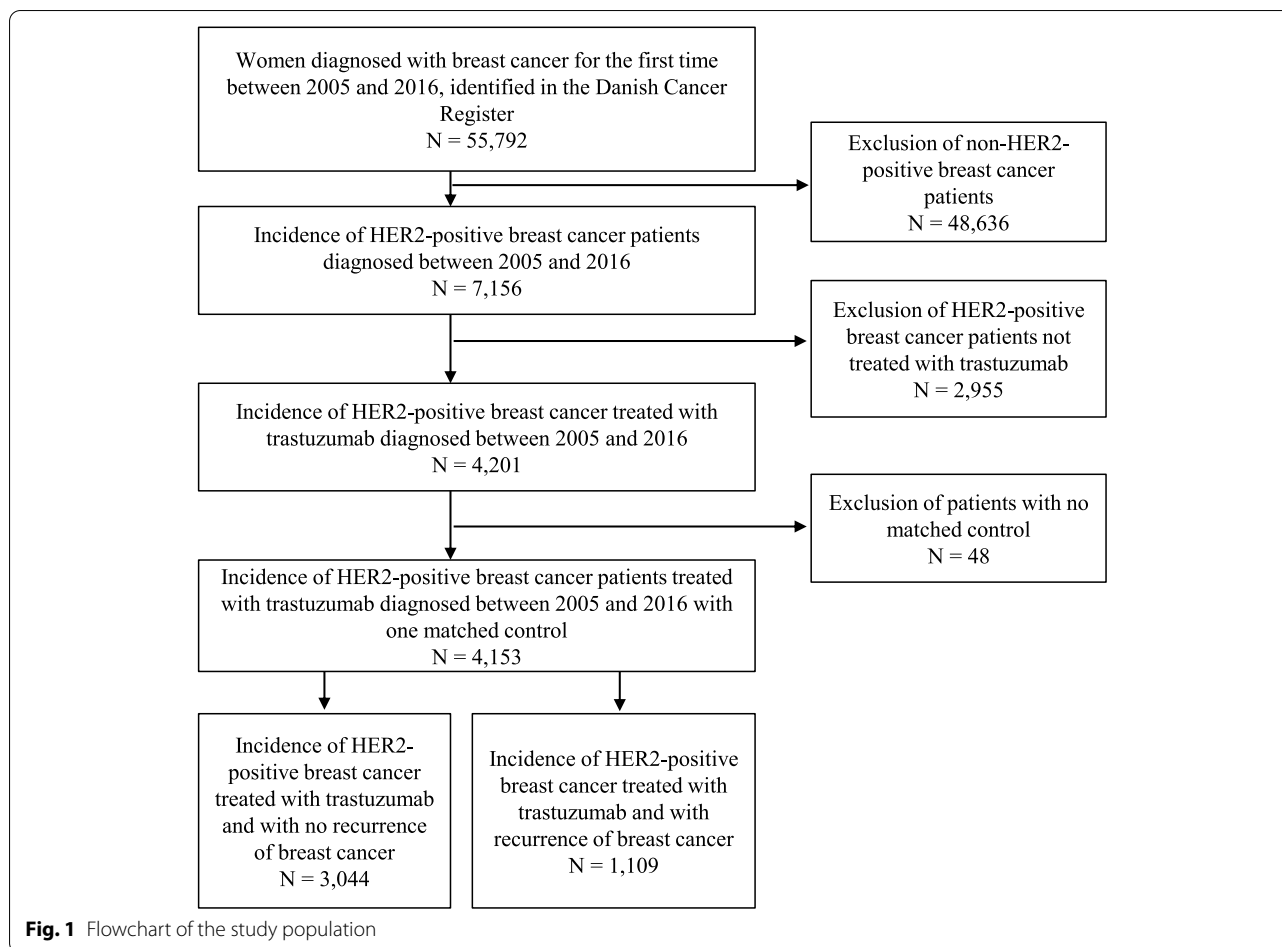 Women diagnosed with breast cancer for the first time
between 2005 and 2016, identified in the Danish Cancer
Register
N = 55,792
Exclusion of non-HER2-
positive breast cancer
patients
N = 48,636
Incidence of HER2-positive breast cancer patients
diagnosed between 2005 and 2016
N = 7,156
Exclusion of HER2-positive
breast cancer patients not
treated with trastuzumab
N = 2,955
Incidence of HER2-positive breast cancer treated with
trastuzumab diagnosed between 2005 and 2016
N = 4,201
Exclusion of patients with no
matched control
N = 48
Incidence of HER2-positive breast cancer patients treated
with trastuzumab diagnosed between 2005 and 2016 with
one matched control
N = 4,153
Incidence of HER2-
positive breast cancer
treated with trastuzumab
and with no recurrence
of breast cancer
N = 3,044
Incidence of HER2-positive
breast cancer treated with
trastuzumab and with
recurrence of breast cancer
N = 1,109
Fig. 1 Flowchart of the study population